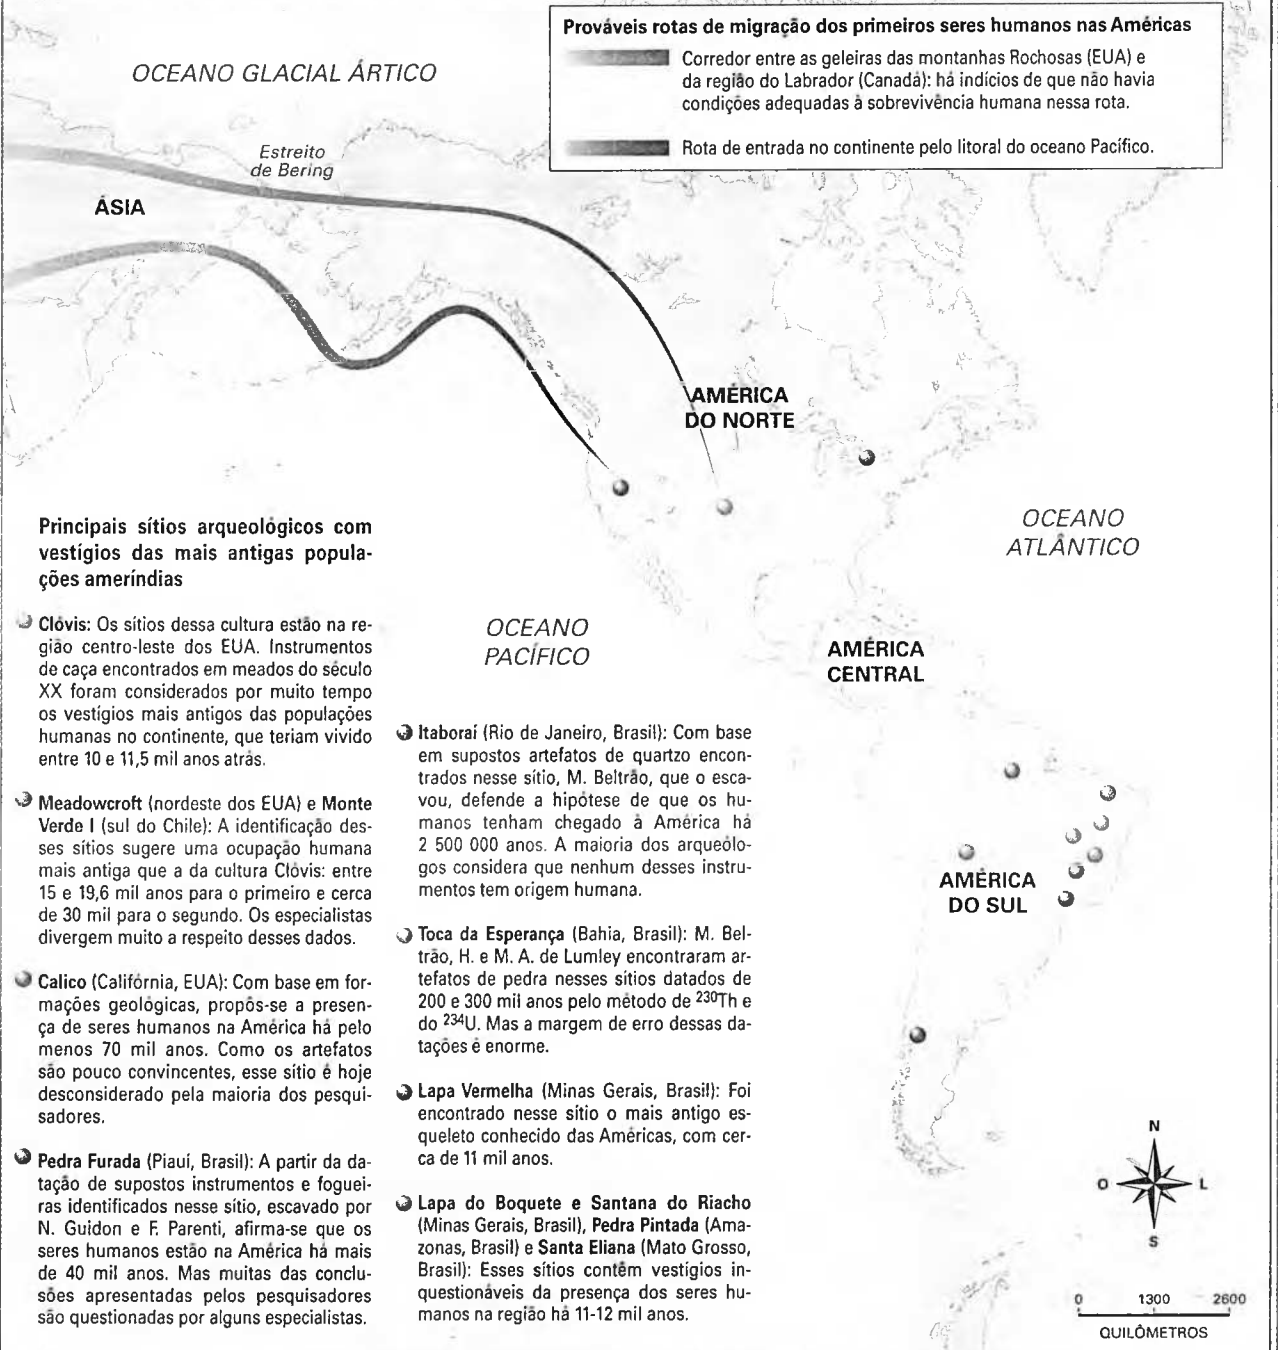 Prováveis rotas de migração dos primeiros seres humanos nas Américas
Corredor entre as geleiras das montanhas Rochosas (EUA) e
da região do Labrador (Canadá): há indícios de que não havia
condições adequadas à sobrevivência humana nessa rota.
Rota de entrada no continente pelo litoral do oceano Pacífico.
OCEANO GLACIAL ÁRTICO
Estreito
de Bering
ÁSIA
AMÉRICA
DO NORTE
OCEANO
ATLÂNTICO
OCEANO
PACÍFICO
AMÉRICA
CENTRAL
AMÉRICA
DO SUL
Principais sítios arqueológicos com
vestígios das mais antigas popula-
ções ameríndias
Clóvis: Os sítios dessa cultura estão na re-
gião centro-leste dos EUA. Instrumentos
de caça encontrados em meados do século
XX foram considerados por muito tempo
os vestígios mais antigos das populações
humanas no continente, que teriam vivido
entre 10 e 11,5 mil anos atrás.
Meadowcroft (nordeste dos EUA) e Monte
Verde I (sul do Chile): A identificação des-
ses sítios sugere uma ocupação humana
mais antiga que a da cultura Clóvis: entre
15 e 19,6 mil anos para o primeiro e cerca
de 30 mil para o segundo. Os especialistas
divergem muito a respeito desses dados.
Calico (Califórnia, EUA): Com base em for-
mações geológicas, propôs-se a presen-
ça de seres humanos na América há pelo
menos 70 mil anos. Como os artefatos
são pouco convincentes, esse sítio é hoje
desconsiderado pela maioria dos pesqui-
sadores.
Pedra Furada (Piauí, Brasil): A partir da da-
tação de supostos instrumentos e foguei-
ras identificados nesse sítio, escavado por
N. Guidon e F. Parenti, afirma-se que os
seres humanos estão na América há mais
de 40 mil anos. Mas muitas das conclu-
sões apresentadas pelos pesquisadores
são questionadas por alguns especialistas.
Itaboraí (Rio de Janeiro, Brasil): Com base
em supostos artefatos de quartzo encon-
trados nesse sítio, M. Beltrão, que o esca-
vou, defende a hipótese de que os hu-
manos tenham chegado à América há
2 500 000 anos. A maioria dos arqueólo-
gos considera que nenhum desses instru-
mentos tem origem humana.
Toca da Esperança (Bahia, Brasil): M. Bel-
trão, H. e M. A. de Lumley encontraram ar-
tefatos de pedra nesses sítios datados de
200 e 300 mil anos pelo método de ²³⁰Th e
do ²³⁴U. Mas a margem de erro dessas da-
tações é enorme.
Lapa Vermelha (Minas Gerais, Brasil): Foi
encontrado nesse sítio o mais antigo es-
queleto conhecido das Américas, com cer-
ca de 11 mil anos.
Lapa do Boquete e Santana do Riacho
(Minas Gerais, Brasil), Pedra Pintada (Ama-
zonas, Brasil) e Santa Eliana (Mato Grosso,
Brasil): Esses sítios contêm vestígios in-
questionáveis da presença dos seres hu-
manos na região há 11-12 mil anos.
N
O L
S
0 1300 2600
QUILÔMETROS